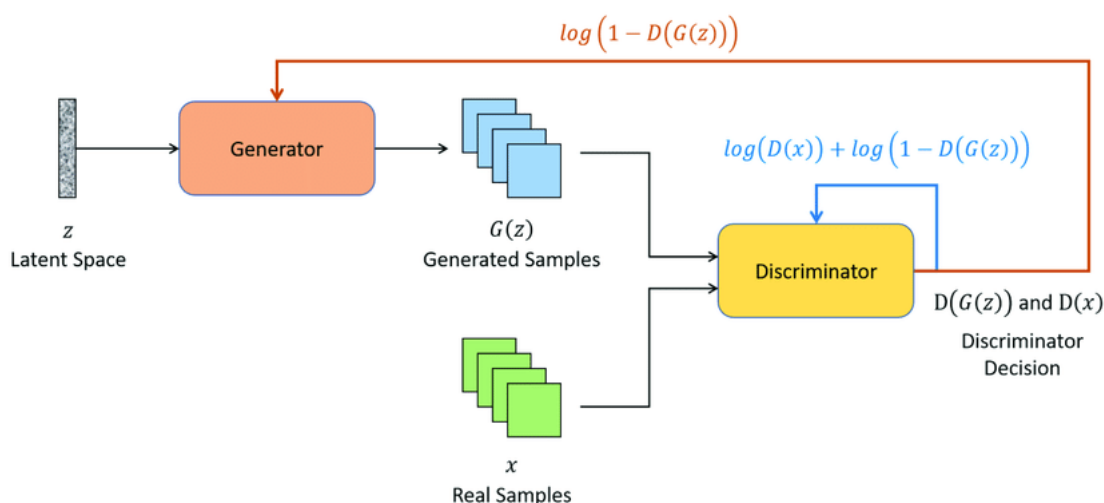 log(1 − D(G(z)))
Generator
log(D(x)) + log(1 − D(G(z)))
z
Latent Space
G(z)
Generated Samples
Discriminator
D(G(z)) and D(x)
Discriminator
Decision
x
Real Samples